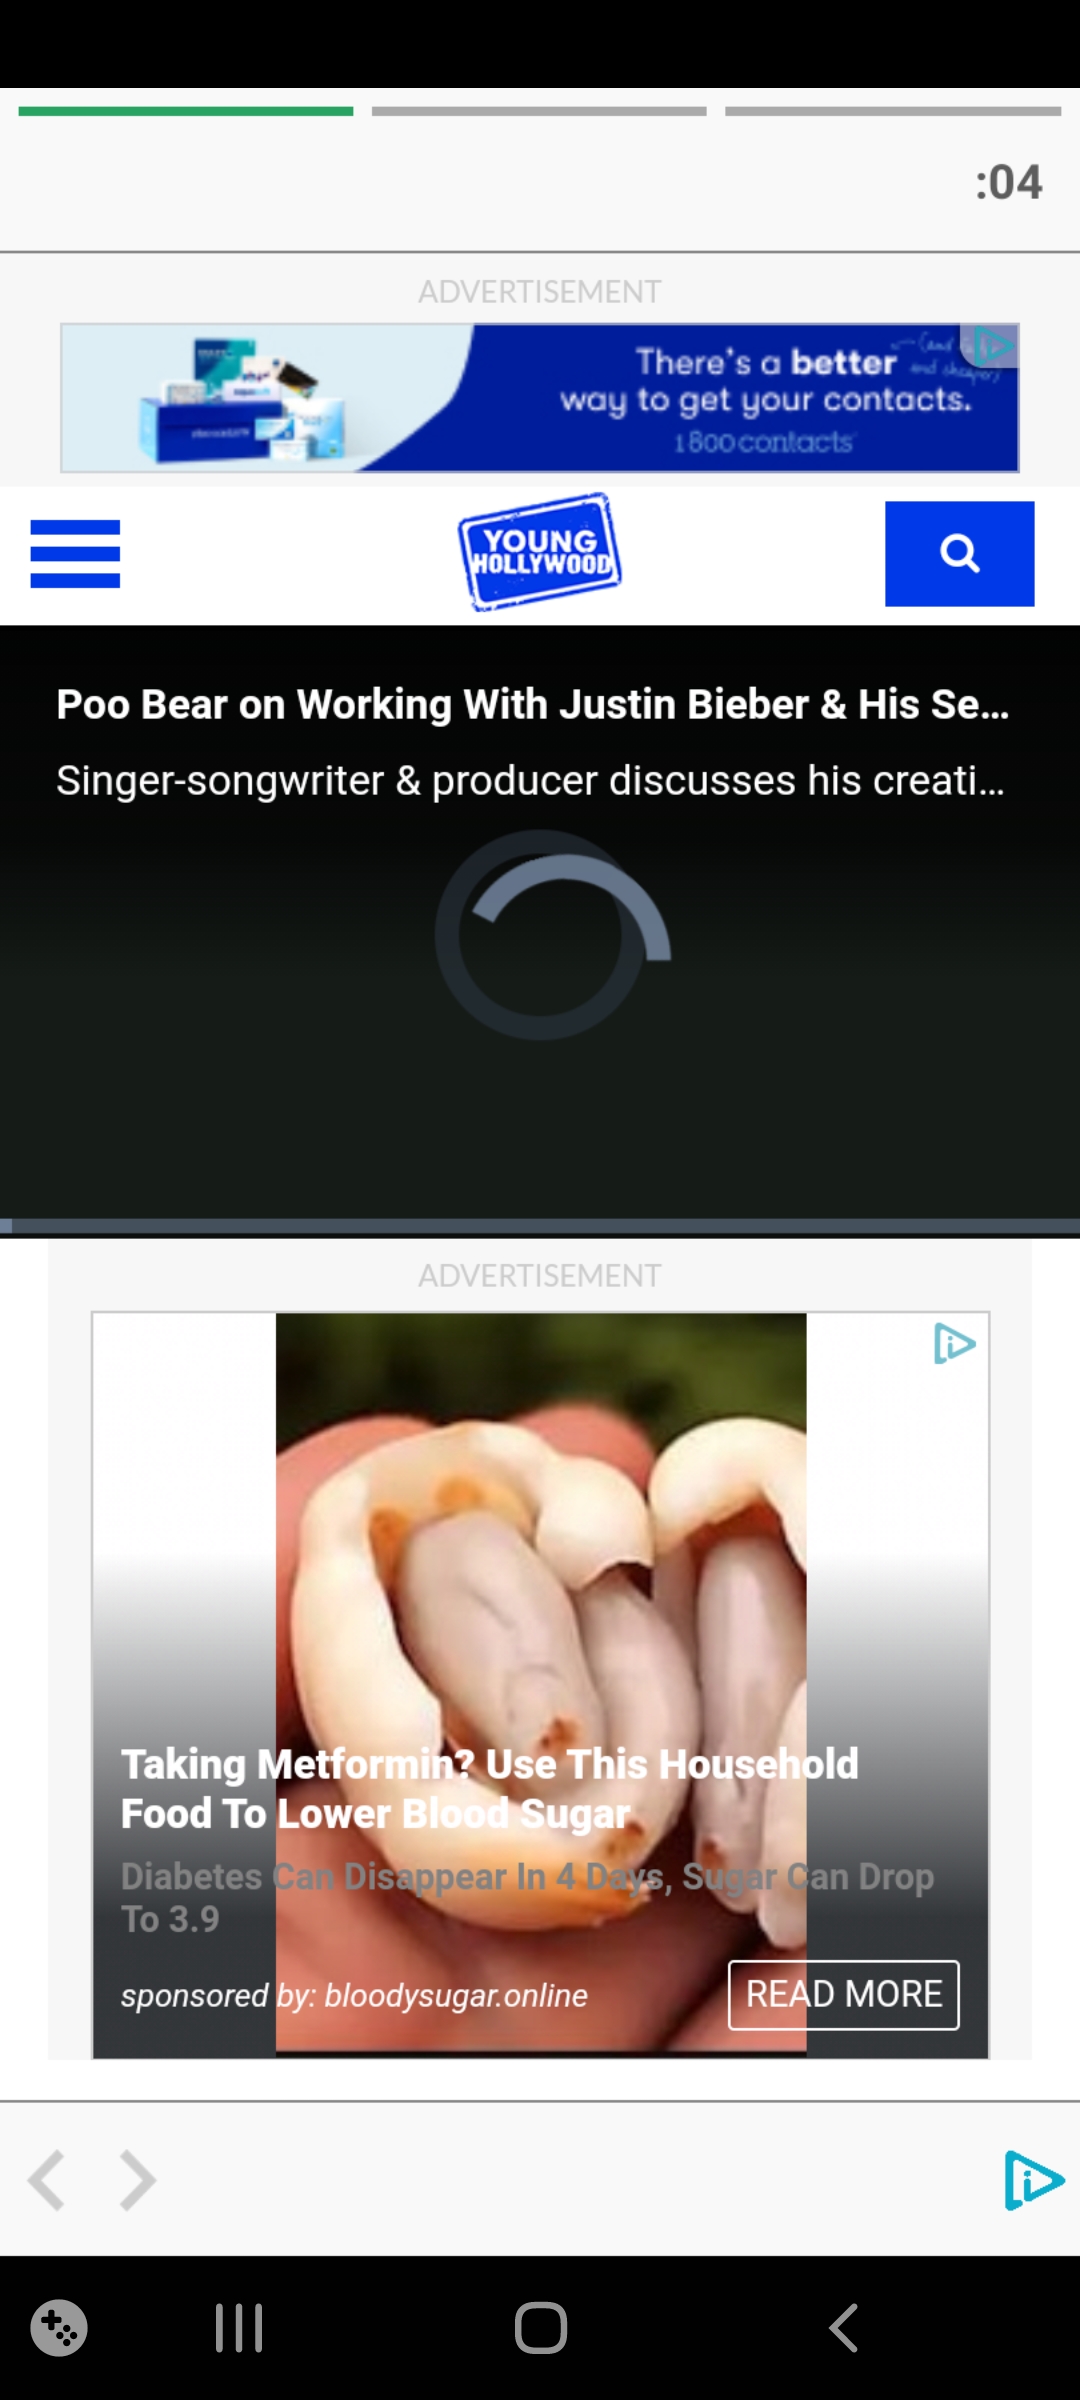 :04
ADVERTISEMENT
There's a better
way to get your contacts.
1800contacts
YOUNG
HOLLYWOOD
Poo Bear on Working With Justin Bieber & His Se...
Singer-songwriter & producer discusses his creati...
ADVERTISEMENT
Taking Metformin? Use This Household
Food To Lower Blood Sugar
Diabetes Can Disappear In 4 Days, Sugar Can Drop
To 3.9
sponsored by: bloodysugar.online
READ MORE